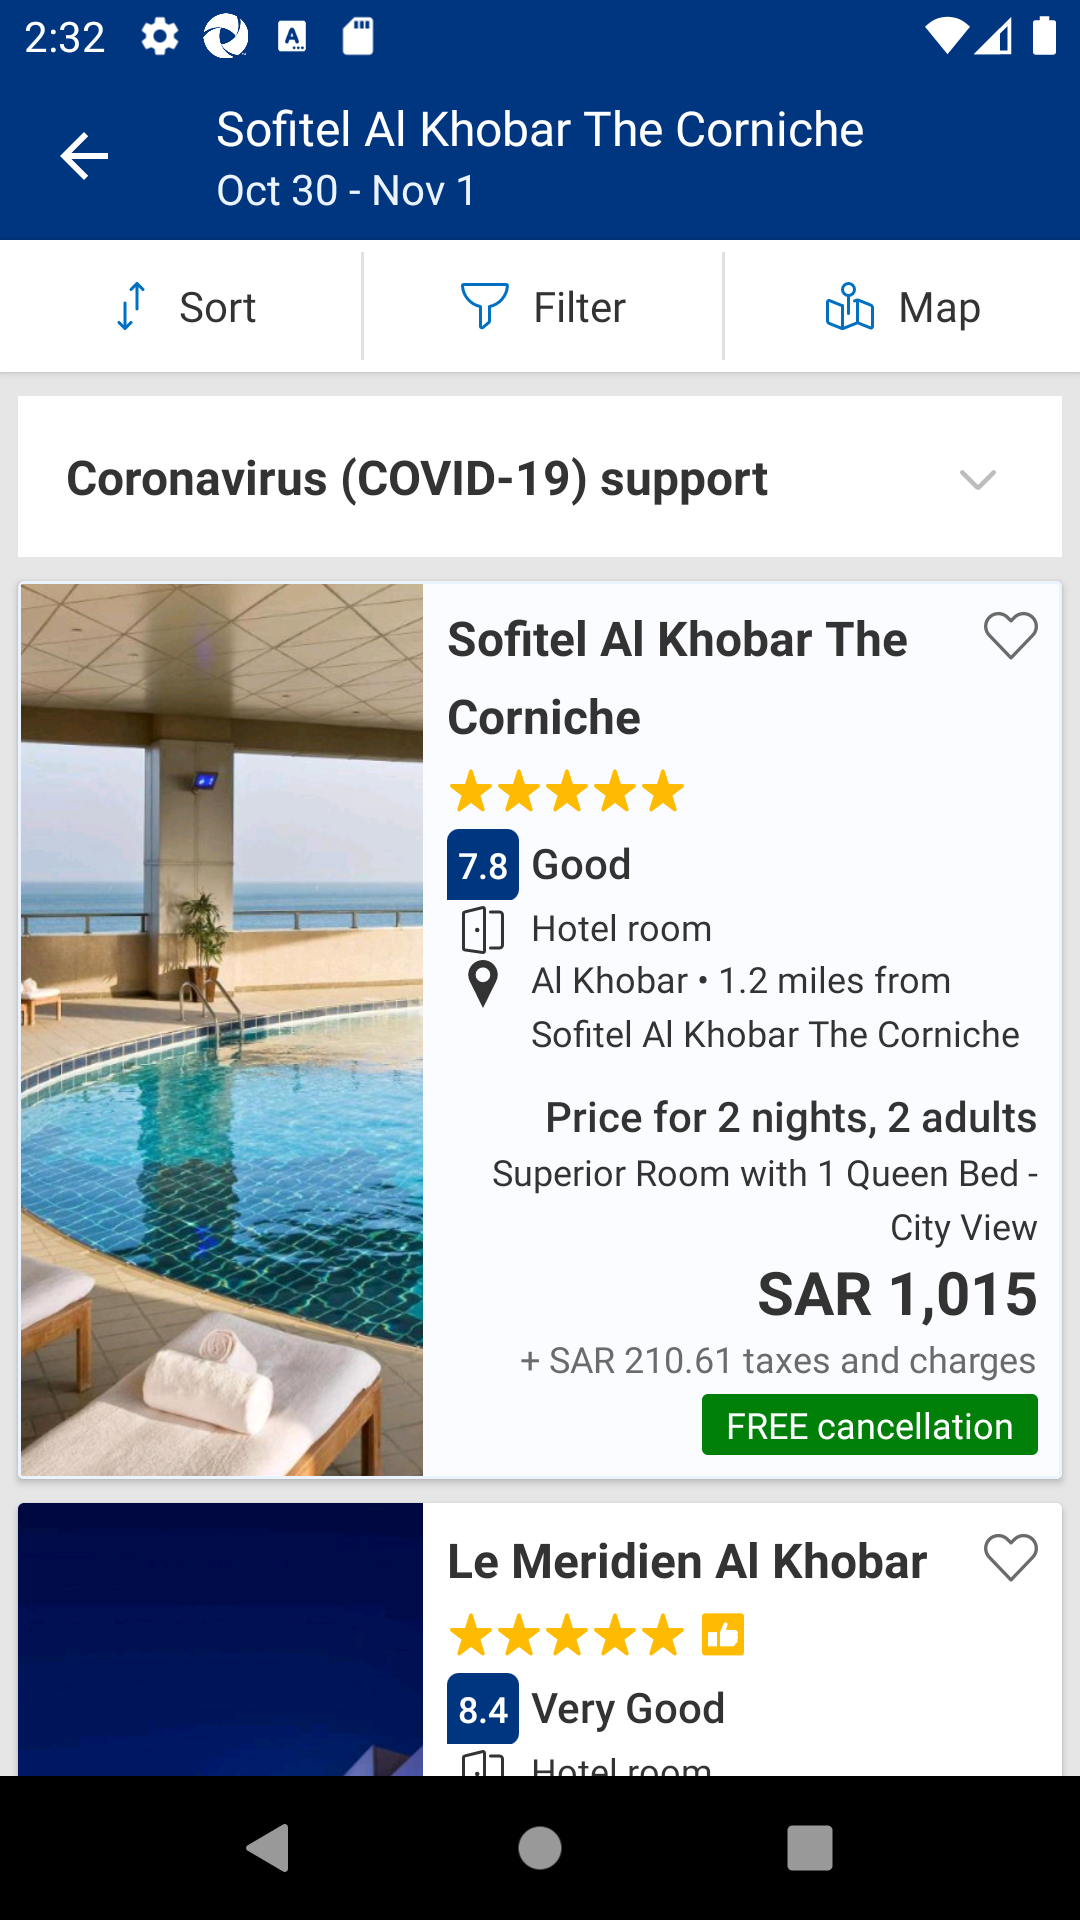 2:32
Sofitel Al Khobar The Corniche
Oct 30 - Nov 1
Sort
Filter
Map
Coronavirus (COVID-19) support
Sofitel Al Khobar The
Corniche
7.8 Good
Hotel room
Al Khobar • 1.2 miles from
Sofitel Al Khobar The Corniche
Price for 2 nights, 2 adults
Superior Room with 1 Queen Bed -
City View
SAR 1,015
+ SAR 210.61 taxes and charges
FREE cancellation
Le Meridien Al Khobar
8.4 Very Good
Hotel room